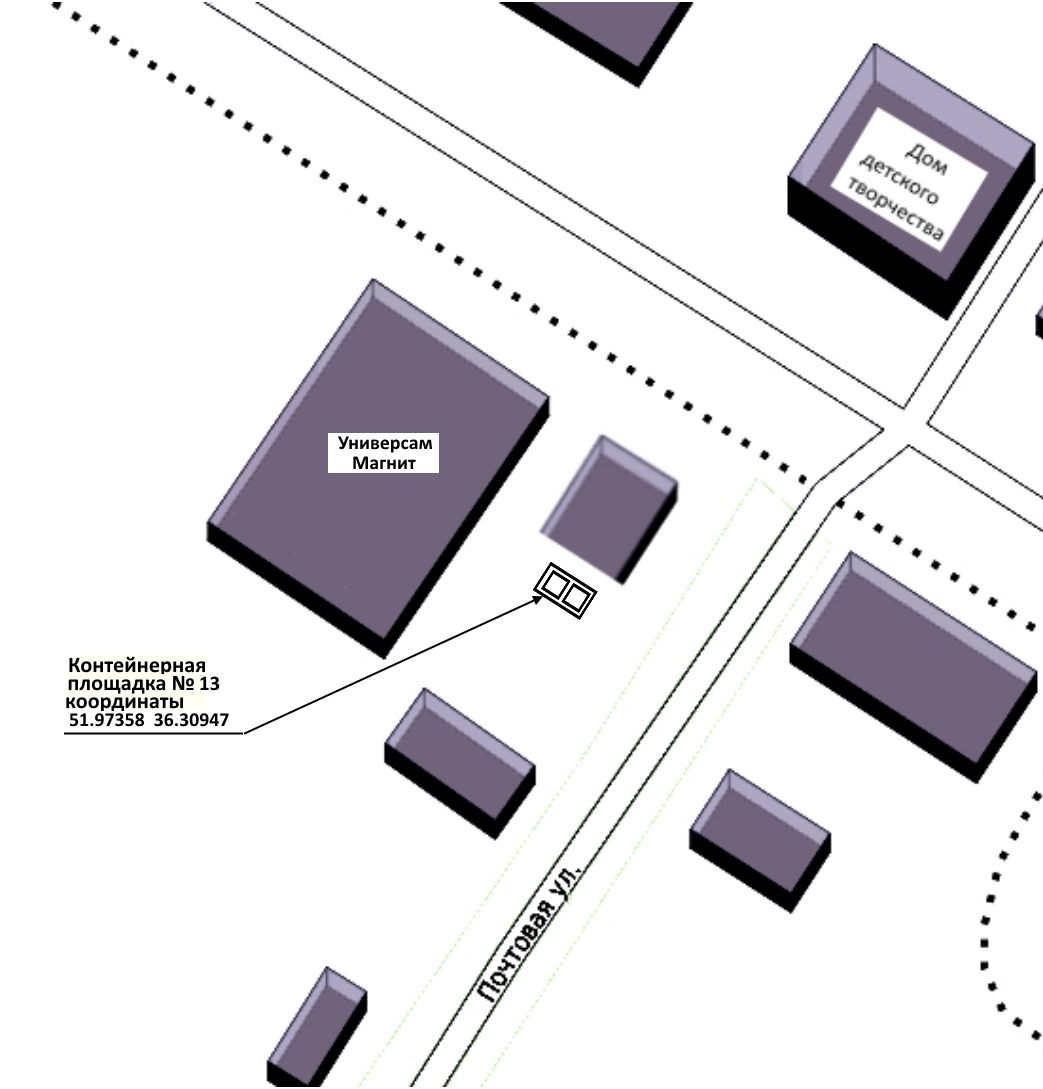 Дом
детского
творчества
Универсам
Магнит
Контейнерная
площадка № 13
координаты
51.97358 36.30947
Почтовая ул.